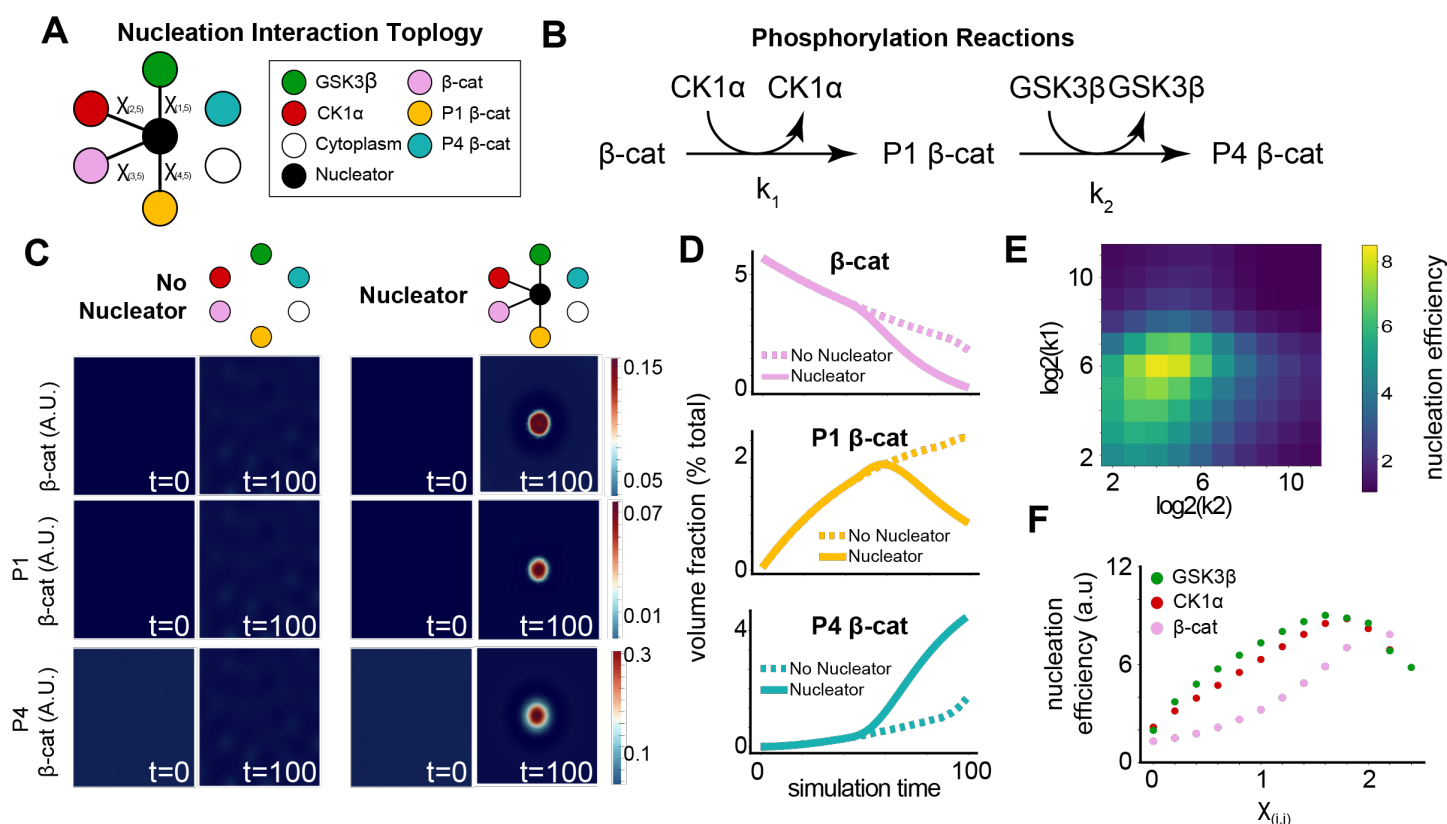 A
Nucleation Interaction Toplogy
GSK3β
β-cat
CK1α
P1 β-cat
Cytoplasm
P4 β-cat
Nucleator
χ(2,5)
χ(1,5)
χ(3,5)
χ(4,5)
B
Phosphorylation Reactions
CK1α CK1α
GSK3β GSK3β
β-cat
P1 β-cat
P4 β-cat
k1
k2
C
No
Nucleator
Nucleator
β-cat (A.U.)
t=0
t=100
t=0
t=100
0.15
0.05
P1
β-cat (A.U.)
t=0
t=100
t=0
t=100
0.07
0.01
P4
β-cat (A.U.)
t=0
t=100
t=0
t=100
0.3
0.1
D
volume fraction (% total)
β-cat
5
No Nucleator
Nucleator
0
P1 β-cat
2
No Nucleator
Nucleator
0
P4 β-cat
4
No Nucleator
Nucleator
0
0
100
simulation time
E
log2(k1)
10
6
2
2
6
10
log2(k2)
8
6
4
2
nucleation efficiency
F
nucleation
efficiency (a.u)
12
6
0
GSK3β
CK1α
β-cat
0
1
2
χ(i,j)